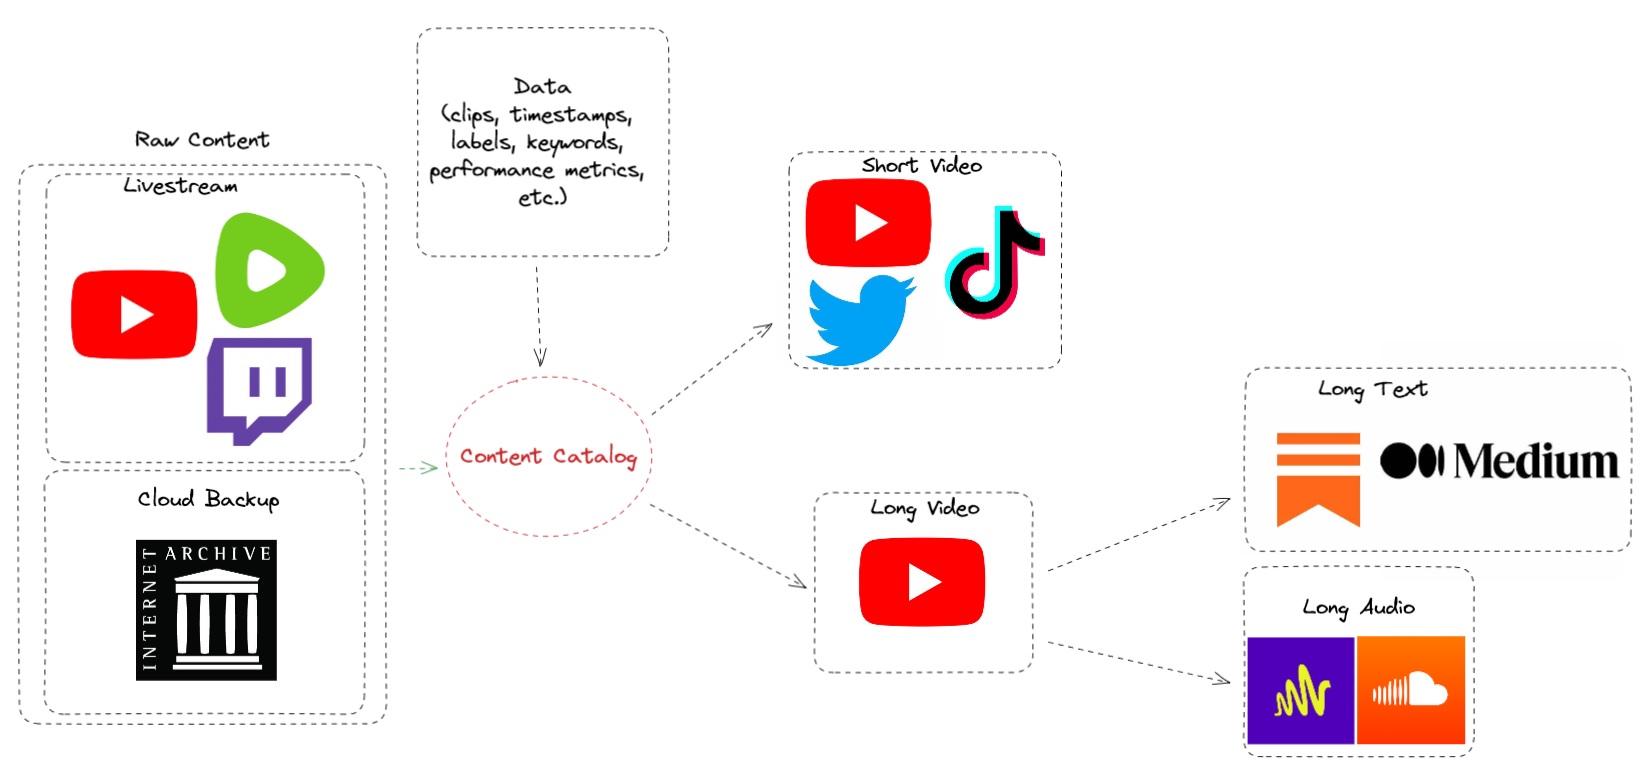 Raw Content
Livestream
Cloud Backup
INTERNET
ARCHIVE
Data
(clips, timestamps,
labels, keywords,
performance metrics,
etc.)
Content Catalog
Short Video
Long Video
Long Text
Medium
Long Audio